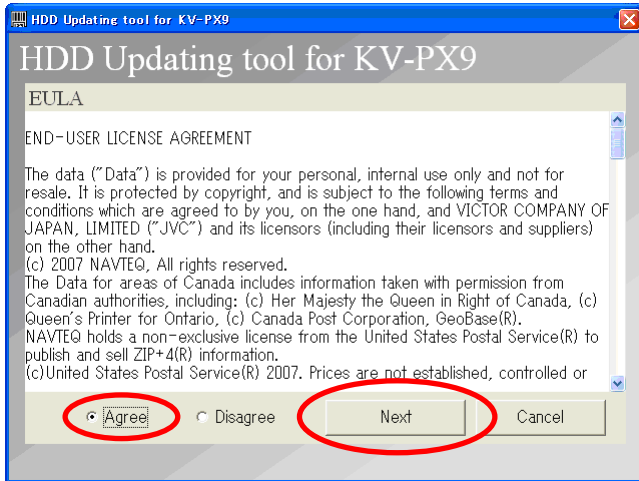 HDD Updating tool for KV-PX9
HDD Updating tool for KV-PX9
EULA
END-USER LICENSE AGREEMENT
The data ("Data") is provided for your personal, internal use only and not for
resale. It is protected by copyright, and is subject to the following terms and
conditions which are agreed to by you, on the one hand, and VICTOR COMPANY OF
JAPAN, LIMITED ("JVC") and its licensors (including their licensors and suppliers)
on the other hand.
(c) 2007 NAVTEQ, All rights reserved.
The Data for areas of Canada includes information taken with permission from
Canadian authorities, including: (c) Her Majesty the Queen in Right of Canada, (c)
Queen's Printer for Ontario, (c) Canada Post Corporation, GeoBase(R).
NAVTEQ holds a non-exclusive license from the United States Postal Service(R) to
publish and sell ZIP+4(R) information.
(c)United States Postal Service(R) 2007. Prices are not established, controlled or
Agree Disagree Next Cancel